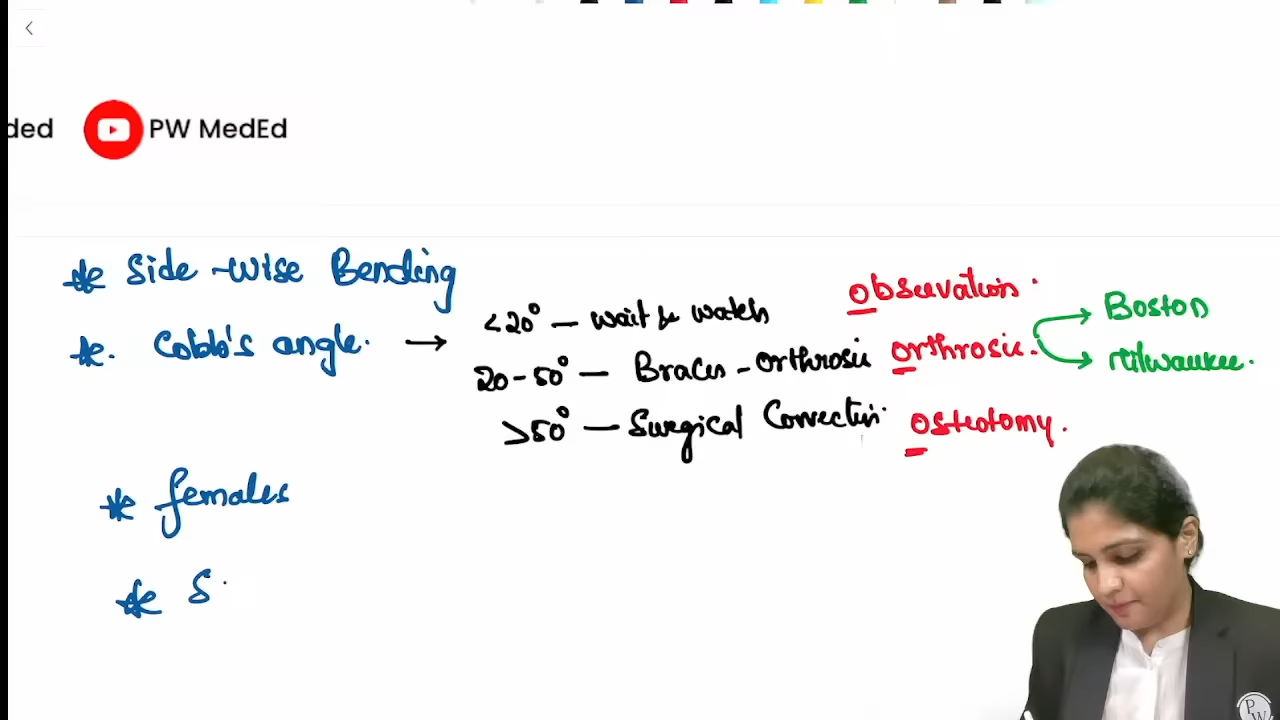 ded PW MedEd
* Side-wise Bending
*. Cobb's angle. → <20° — wait & watch observation.
20-50° — Braces - Orthrosis orthrosis. → Boston → Milwaukee.
>50° — Surgical Correction. osteotomy.
* females
* S.
PW